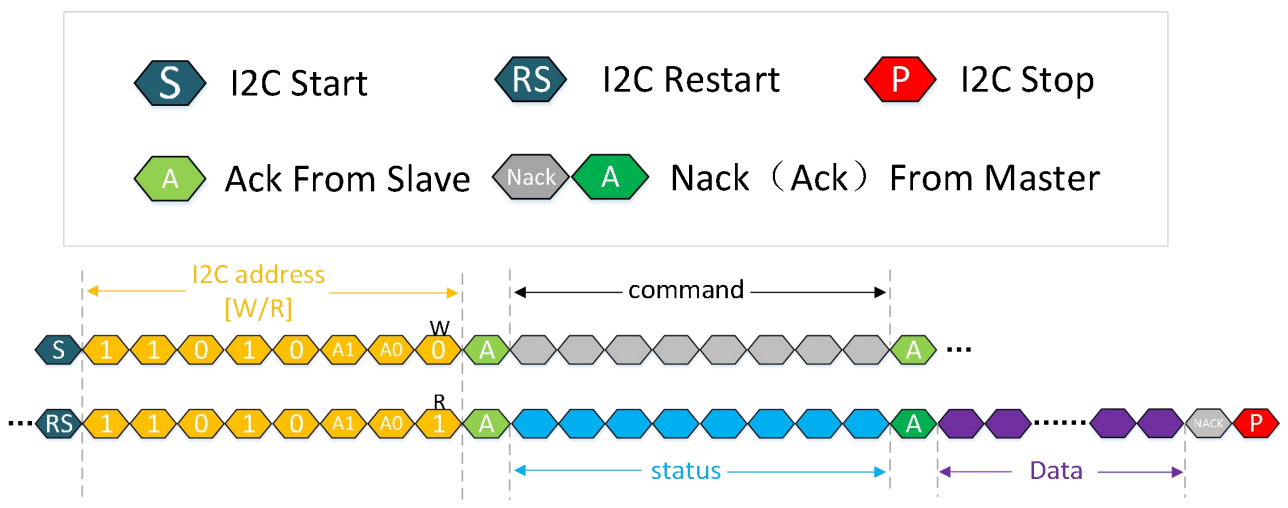 S I2C Start RS I2C Restart P I2C Stop
A Ack From Slave Nack A Nack（Ack）From Master
I2C address
[W/R]
command
W
S 1 1 0 1 0 A1 A0 0 A A ...
R
... RS 1 1 0 1 0 A1 A0 1 A A ...... NACK P
status
Data